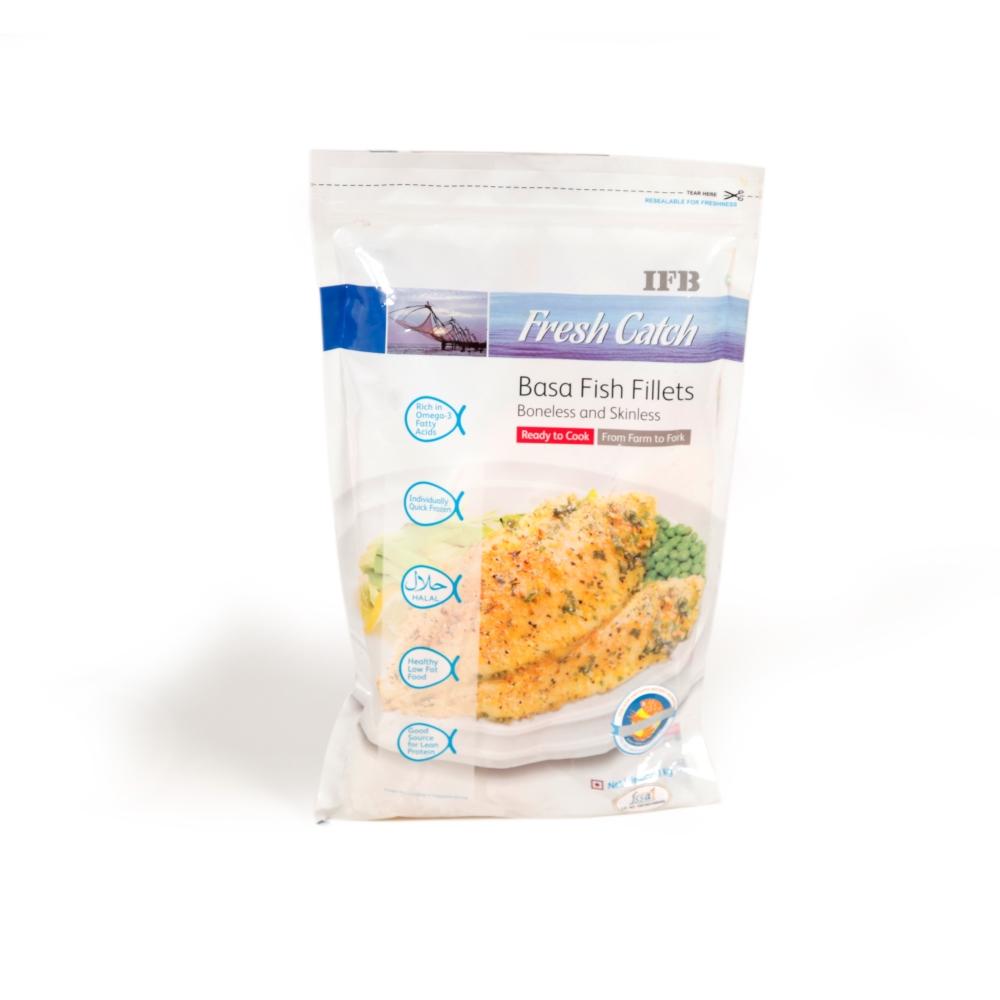 TEAR HERE
RESEALABLE FOR FRESHNESS
IFB
Fresh Catch
Basa Fish Fillets
Boneless and Skinless
Ready to Cook
From Farm to Fork
Rich in
Omega-3
Fatty
Acids
Individually
Quick Frozen
حلال
HALAL
Healthy
Low Fat
Food
Good
Source
for Lean
Protein
fssai